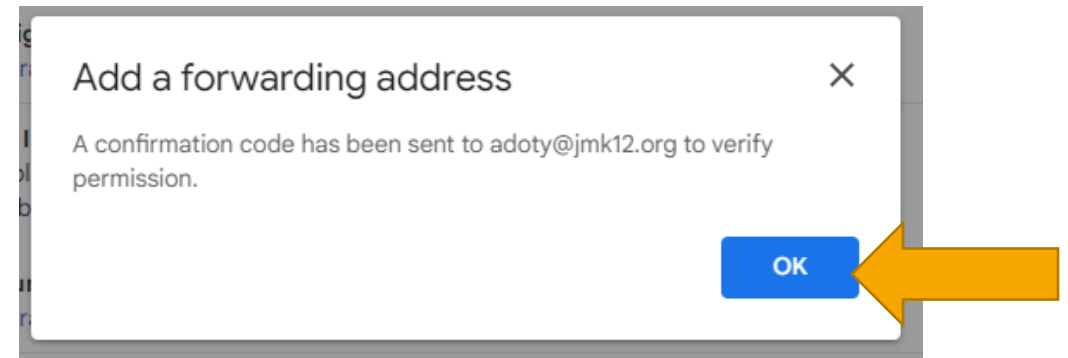 Add a forwarding address
A confirmation code has been sent to adoty@jmk12.org to verify
permission.
OK